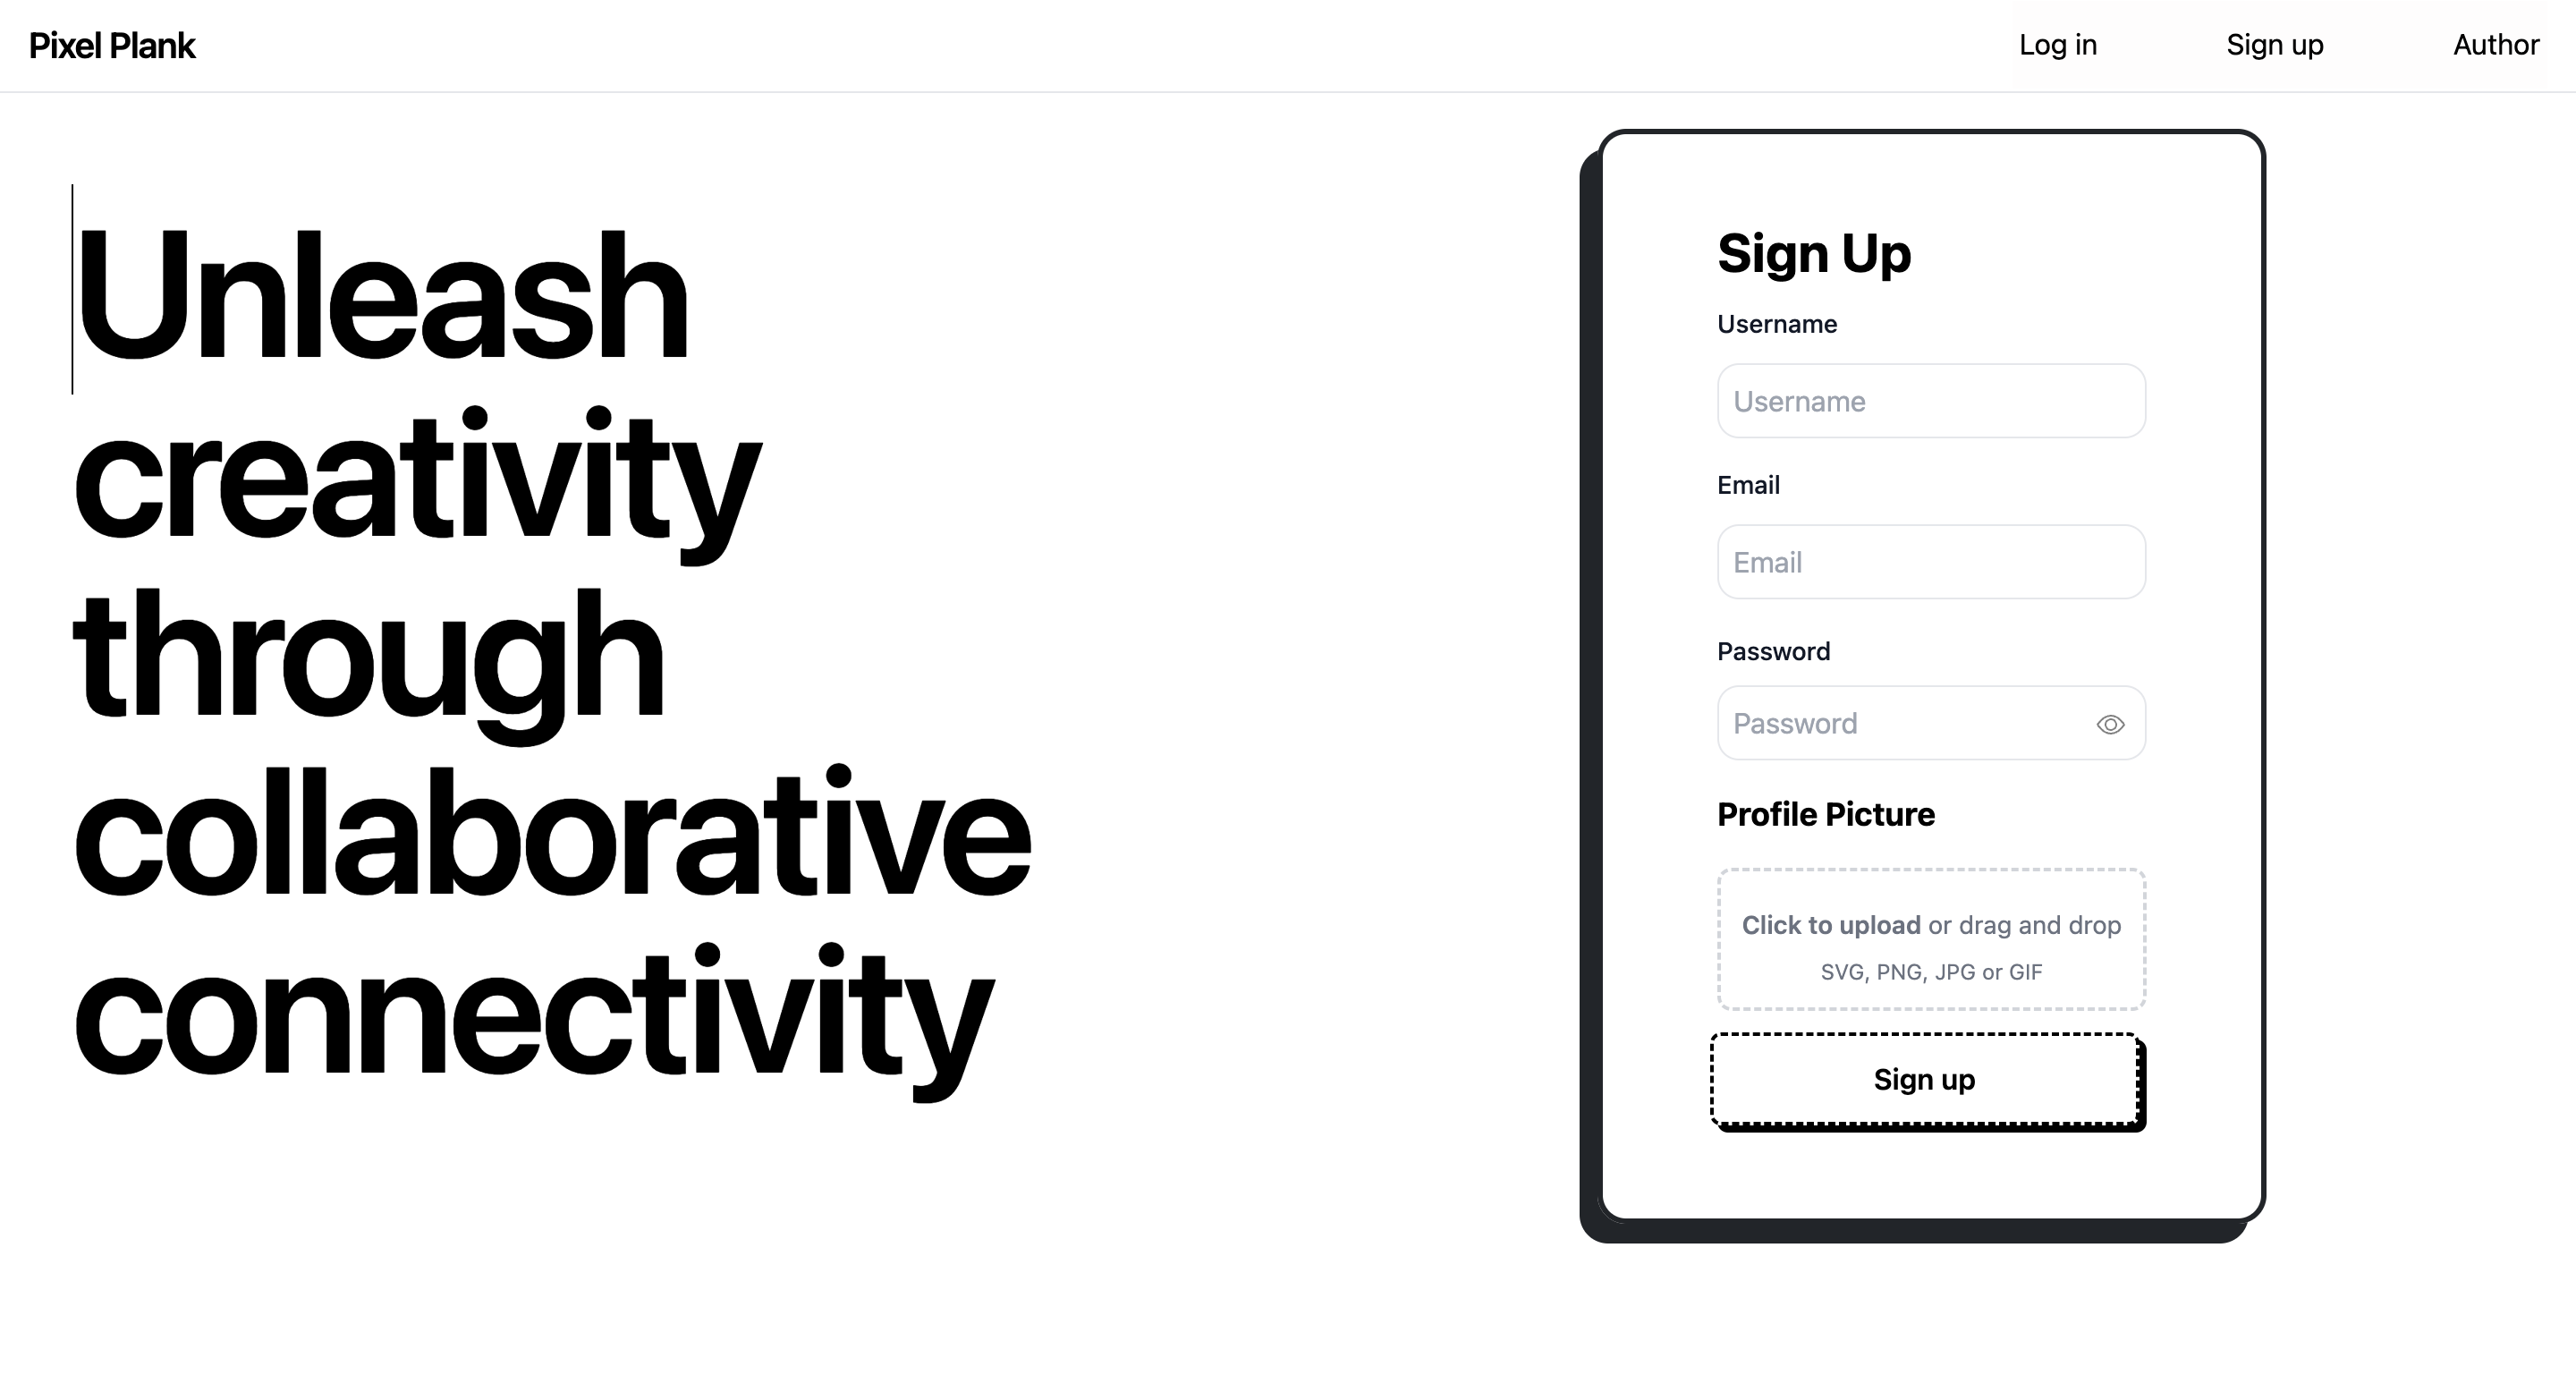 Pixel Plank
Log in
Sign up
Author
Unleash
creativity
through
collaborative
connectivity
Sign Up
Username
Username
Email
Email
Password
Password
Profile Picture
Click to upload or drag and drop
SVG, PNG, JPG or GIF
Sign up